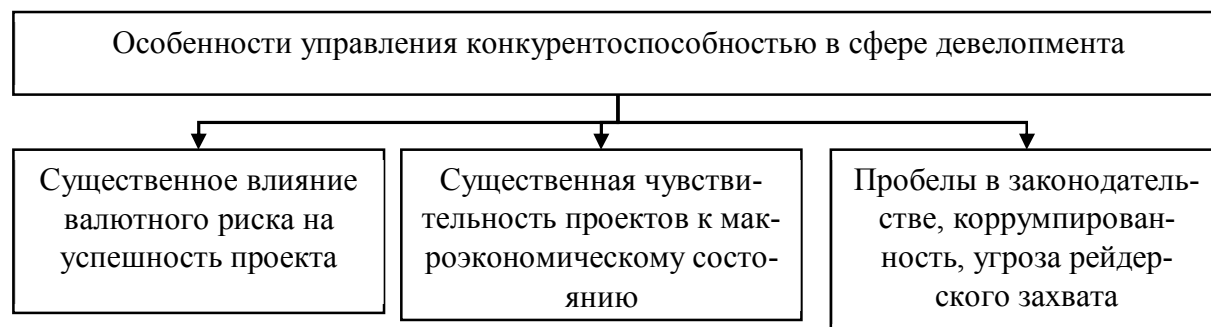 Особенности управления конкурентоспособностью в сфере девелопмента
Существенное влияние
валютного риска на
успешность проекта
Существенная чувстви-
тельность проектов к мак-
роэкономическому состо-
янию
Пробелы в законодатель-
стве, коррумпирован-
ность, угроза рейдер-
ского захвата